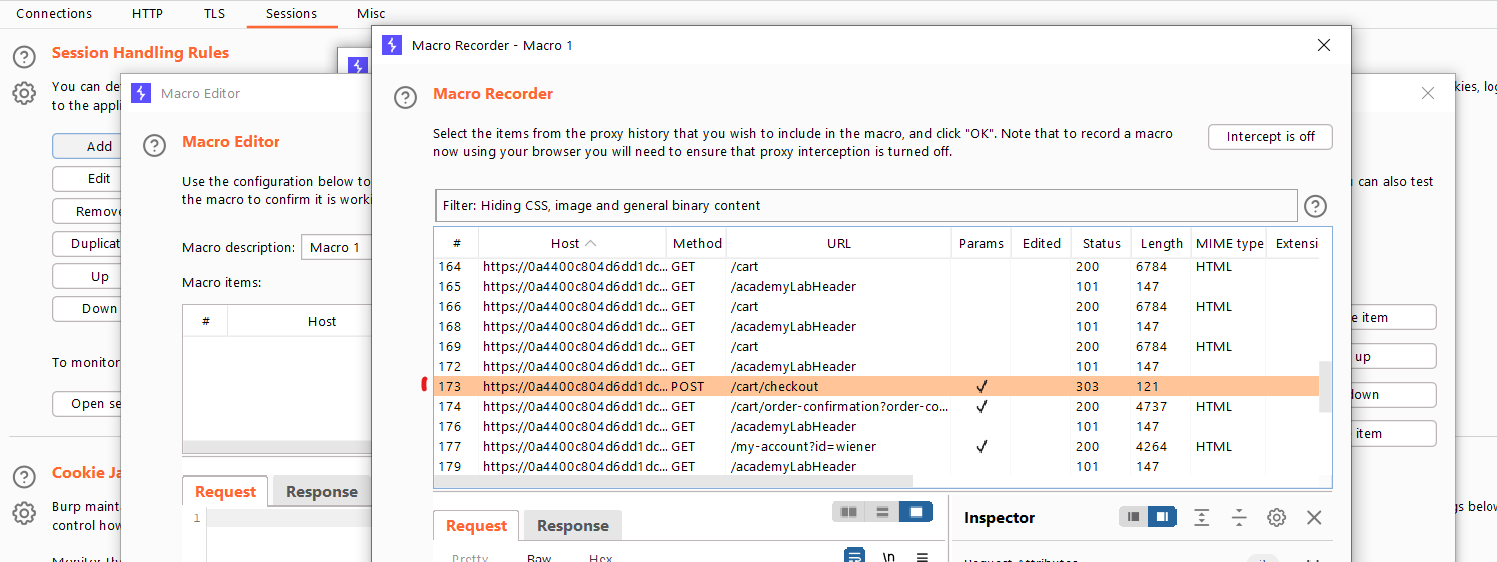 Connections HTTP TLS Sessions Misc
Session Handling Rules
You can de
to the appli
Add
Edit
Remove
Duplicat
Up
Down
To monitor
Open se
Cookie Ja
Burp maint
control how
Monitor th
Macro Editor
Macro Editor
Use the configuration below to
the macro to confirm it is worki
Macro description: Macro 1
Macro items:
# Host
Request Response
1
Macro Recorder - Macro 1
Macro Recorder
Select the items from the proxy history that you wish to include in the macro, and click "OK". Note that to record a macro
now using your browser you will need to ensure that proxy interception is turned off.
Intercept is off
Filter: Hiding CSS, image and general binary content
# Host Method URL Params Edited Status Length MIME type Extensi
164 https://0a4400c804d6dd1dc... GET /cart 200 6784 HTML
165 https://0a4400c804d6dd1dc... GET /academyLabHeader 101 147
166 https://0a4400c804d6dd1dc... GET /cart 200 6784 HTML
168 https://0a4400c804d6dd1dc... GET /academyLabHeader 101 147
169 https://0a4400c804d6dd1dc... GET /cart 200 6784 HTML
172 https://0a4400c804d6dd1dc... GET /academyLabHeader 101 147
173 https://0a4400c804d6dd1dc... POST /cart/checkout ✓ 303 121
174 https://0a4400c804d6dd1dc... GET /cart/order-confirmation?order-co... ✓ 200 4737 HTML
176 https://0a4400c804d6dd1dc... GET /academyLabHeader 101 147
177 https://0a4400c804d6dd1dc... GET /my-account?id=wiener ✓ 200 4264 HTML
179 https://0a4400c804d6dd1dc... GET /academyLabHeader 101 147
Request Response
Pretty Raw Hex \n
Inspector
Request Attributes
kies, log
can also test
e item
up
down
item
gs below